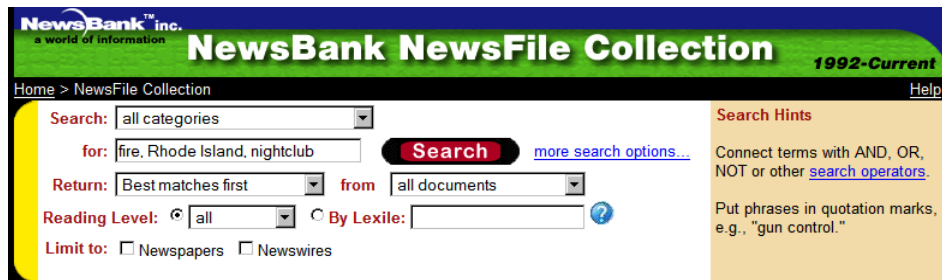 NewsBank™inc.
a world of information
NewsBank NewsFile Collection
1992-Current
Home > NewsFile Collection
Help
Search: all categories
for: fire, Rhode Island, nightclub Search more search options...
Return: Best matches first from all documents
Reading Level: all By Lexile: ?
Limit to: Newspapers Newswires
Search Hints
Connect terms with AND, OR,
NOT or other search operators.
Put phrases in quotation marks,
e.g., "gun control."